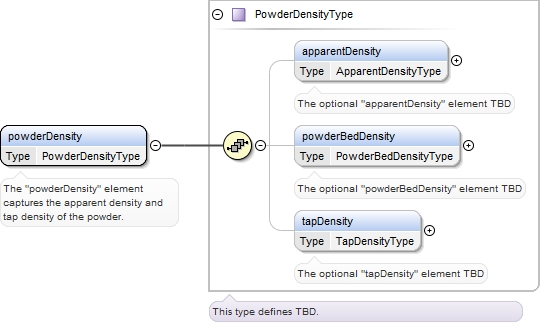 PowderDensityType
apparentDensity
Type ApparentDensityType
The optional "apparentDensity" element TBD
powderDensity
Type PowderDensityType
The "powderDensity" element
captures the apparent density and
tap density of the powder.
powderBedDensity
Type PowderBedDensityType
The optional "powderBedDensity" element TBD
tapDensity
Type TapDensityType
The optional "tapDensity" element TBD
This type defines TBD.